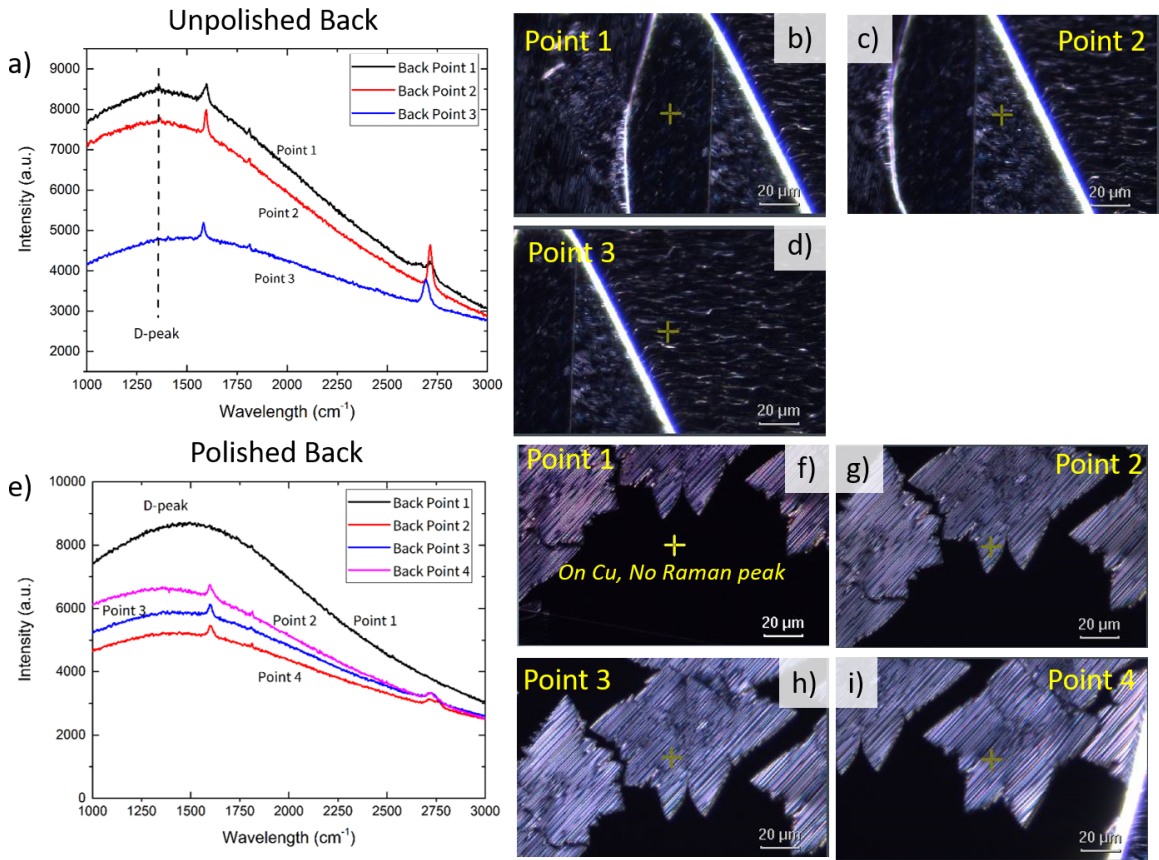 Unpolished Back
a)
9000
8000
7000
6000
5000
4000
3000
2000
Intensity (a.u.)
Back Point 1
Back Point 2
Back Point 3
Point 1
Point 2
Point 3
D-peak
1000 1250 1500 1750 2000 2250 2500 2750 3000
Wavelength (cm⁻¹)
Point 1
b)
20 µm
c)
Point 2
20 µm
Point 3
d)
20 µm
Polished Back
e)
10000
8000
6000
4000
2000
0
Intensity (a.u.)
D-peak
Back Point 1
Back Point 2
Back Point 3
Back Point 4
Point 3
Point 2
Point 1
Point 4
1000 1250 1500 1750 2000 2250 2500 2750 3000
Wavelength (cm⁻¹)
Point 1
f)
On Cu, No Raman peak
20 µm
g)
Point 2
20 µm
Point 3
h)
20 µm
i)
Point 4
20 µm